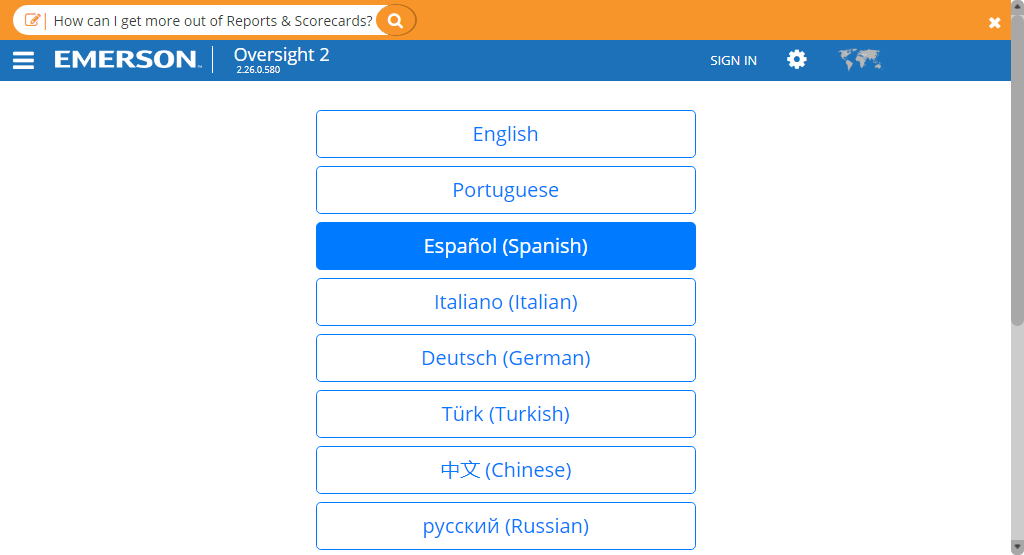 How can I get more out of Reports & Scorecards?
EMERSON™
Oversight 2
2.26.0.580
SIGN IN
English
Portuguese
Español (Spanish)
Italiano (Italian)
Deutsch (German)
Türk (Turkish)
中文 (Chinese)
русский (Russian)